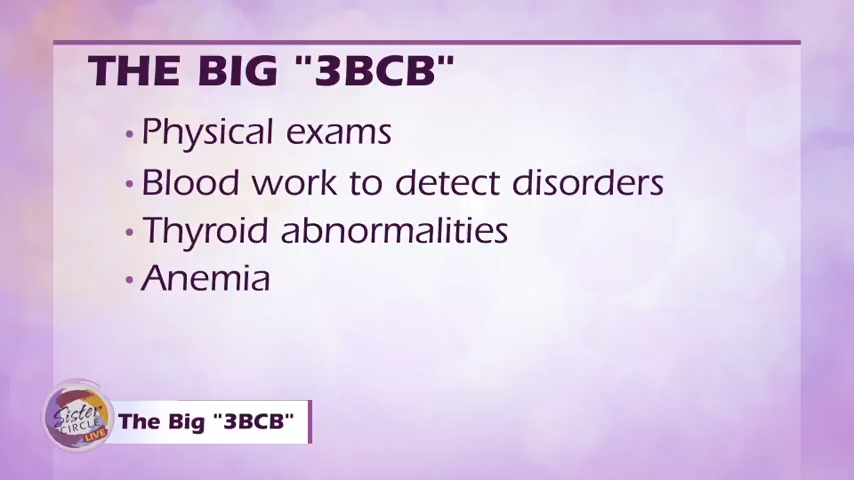 THE BIG "3BCB"
• Physical exams
• Blood work to detect disorders
• Thyroid abnormalities
• Anemia
Sister
CIRCLE
LIVE
The Big "3BCB"